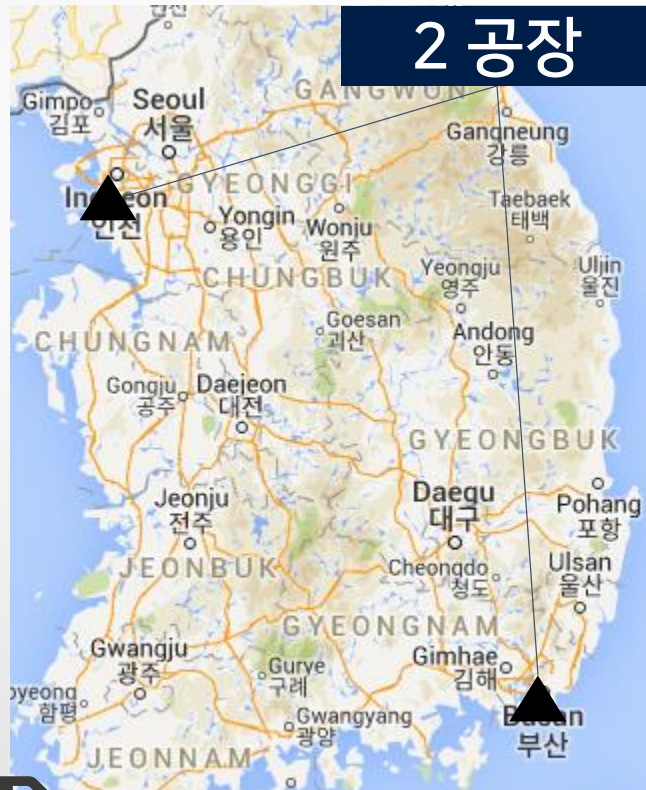 2 공장
GANGWON
Gimpo
김포
Seoul
서울
Gangneung
강릉
GYEONGGI
Incheon
인천
Taebaek
태백
Yongin
용인
Wonju
원주
Yeongju
영주
Uljin
울진
CHUNGBUK
CHUNGNAM
Goesan
괴산
Andong
안동
Gongju
공주
Daejeon
대전
GYEONGBUK
Jeonju
전주
Daegu
대구
Pohang
포항
JEONBUK
Cheongdo
청도
Ulsan
울산
GYEONGNAM
Gwangju
광주
Gurye
구례
Gimhae
김해
pyeong
함평
Gwangyang
광양
Busan
부산
JEONNAM